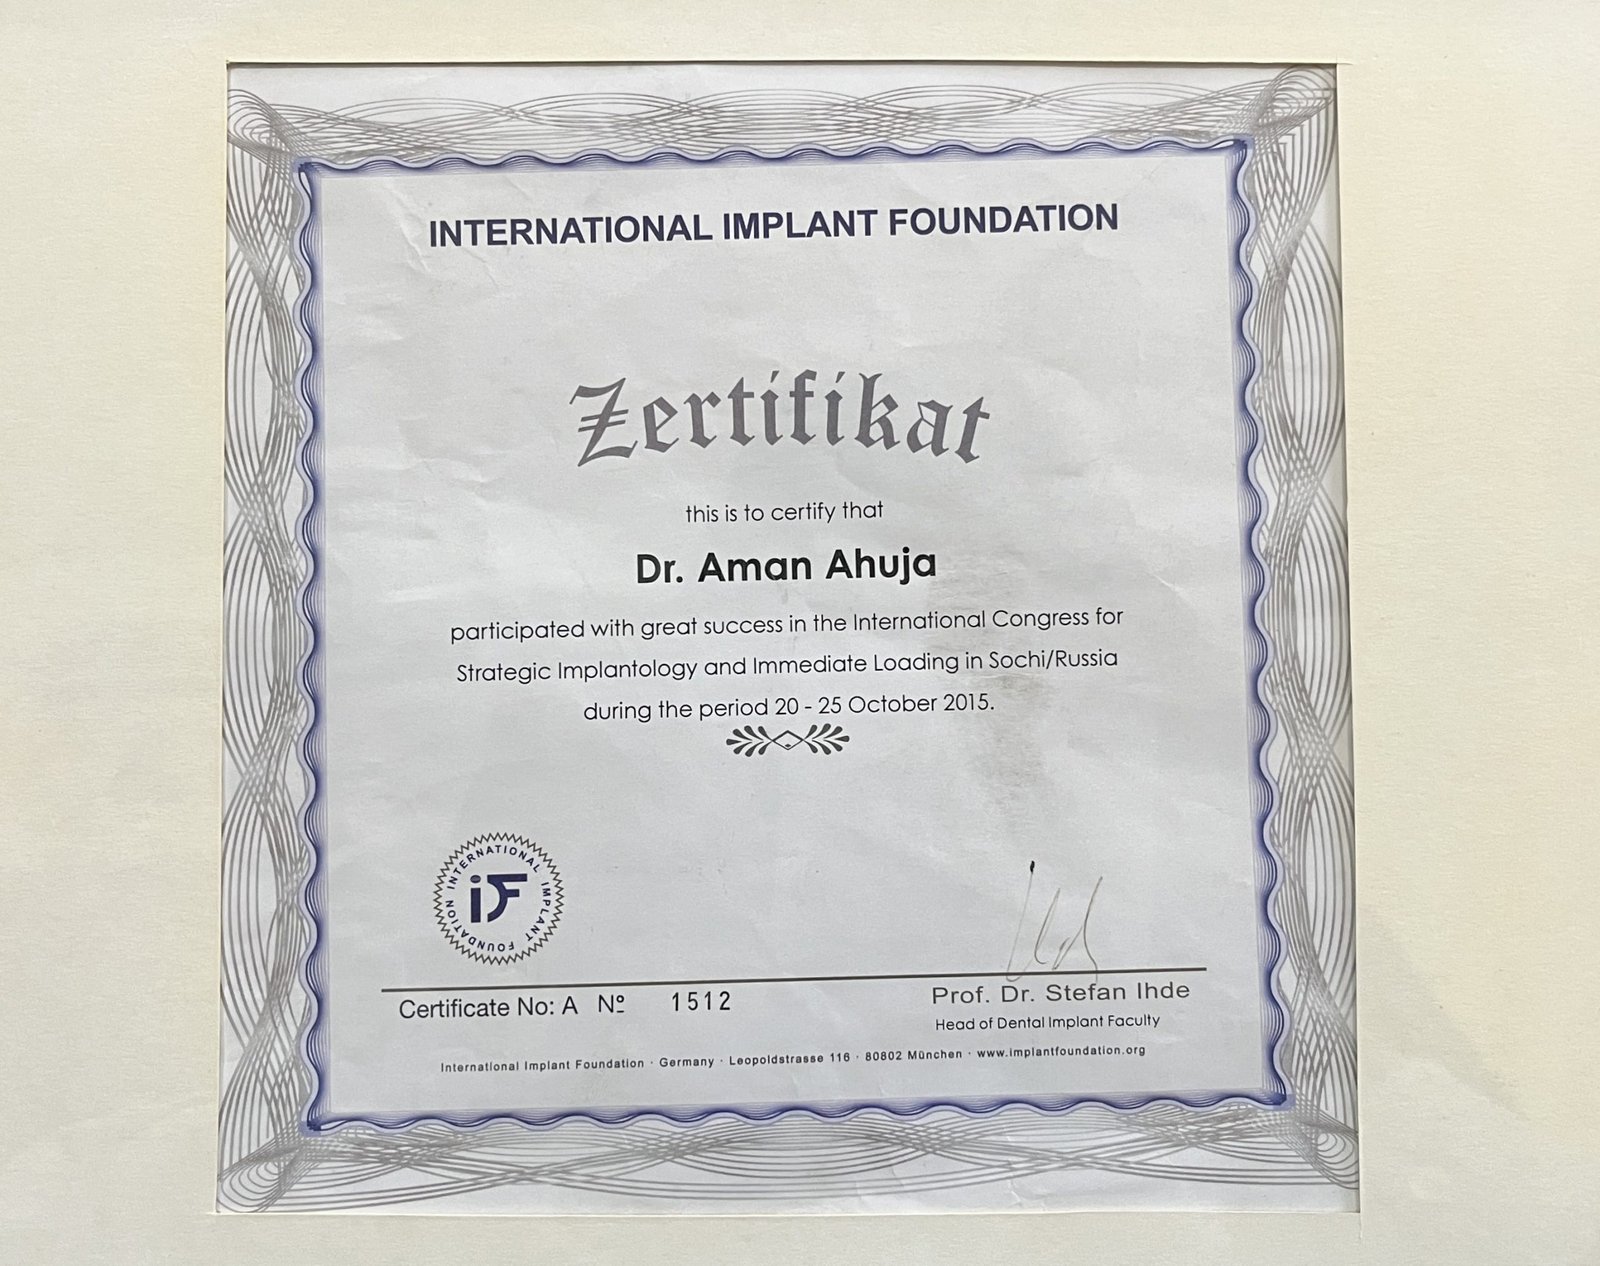 INTERNATIONAL IMPLANT FOUNDATION
Zertifikat
this is to certify that
Dr. Aman Ahuja
participated with great success in the International Congress for
Strategic Implantology and Immediate Loading in Sochi/Russia
during the period 20 - 25 October 2015.
INTERNATIONAL IMPLANT FOUNDATION
iF
Certificate No: A Nº 1512
Prof. Dr. Stefan Ihde
Head of Dental Implant Faculty
International Implant Foundation · Germany · Leopoldstrasse 116 · 80802 München · www.implantfoundation.org